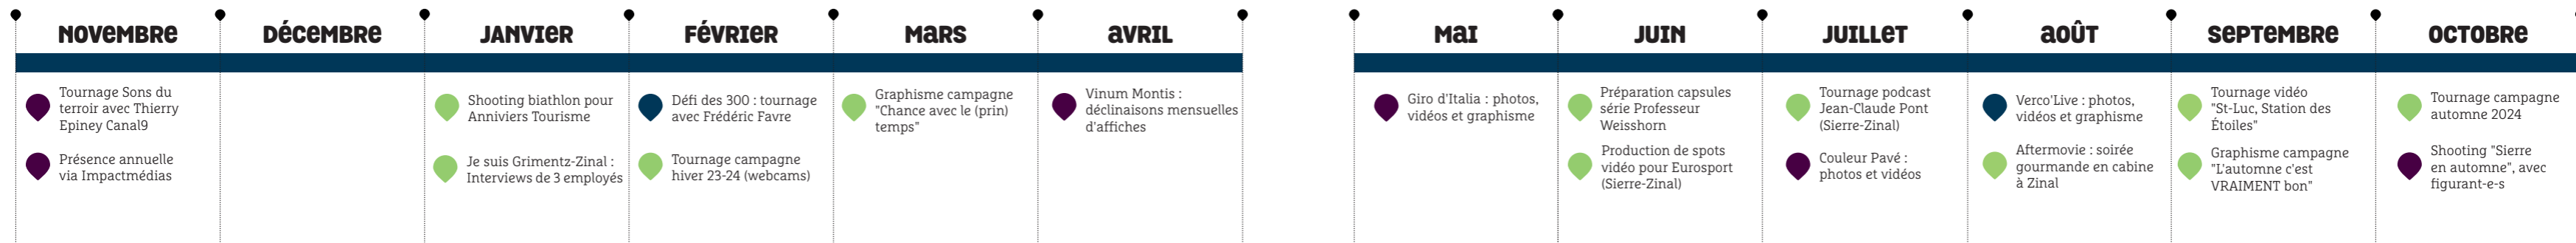 NOVEMBRE
Tournage Sons du
terroir avec Thierry
Epiney Canal9
Présence annuelle
via Impactmédias
DÉCEMBRE
JANVIER
Shooting biathlon pour
Anniviers Tourisme
Je suis Grimentz-Zinal :
Interviews de 3 employés
FÉVRIER
Défi des 300 : tournage
avec Frédéric Favre
Tournage campagne
hiver 23-24 (webcams)
MARS
Graphisme campagne
"Chance avec le (prin)
temps"
AVRIL
Vinum Montis :
déclinaisons mensuelles
d'affiches
MAI
Giro d'Italia : photos,
vidéos et graphisme
JUIN
Préparation capsules
série Professeur
Weisshorn
Production de spots
vidéo pour Eurosport
(Sierre-Zinal)
JUILLET
Tournage podcast
Jean-Claude Pont
(Sierre-Zinal)
Couleur Pavé :
photos et vidéos
AOÛT
Verco'Live : photos,
vidéos et graphisme
Aftermovie : soirée
gourmande en cabine
à Zinal
SEPTEMBRE
Tournage vidéo
"St-Luc, Station des
Étoiles"
Graphisme campagne
"L'automne c'est
VRAIMENT bon"
OCTOBRE
Tournage campagne
automne 2024
Shooting "Sierre
en automne", avec
figurant-e-s